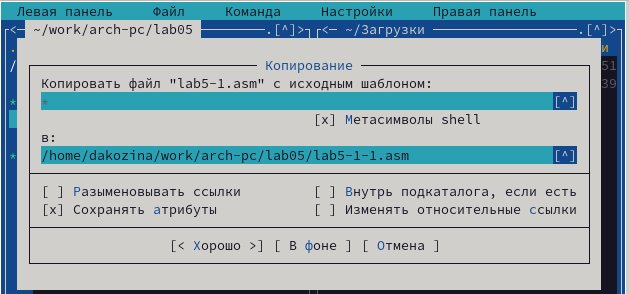 Левая панель Файл Команда Настройки Правая панель
<─ ~/work/arch-pc/lab05 ─.[^]>┐┌<─ ~/Загрузки ─.[^]>
и
/ 51
39
Копирование
Копировать файл "lab5-1.asm" с исходным шаблоном:
* [^]
[x] Метасимволы shell
в:
/home/dakozina/work/arch-pc/lab05/lab5-1-1.asm [^]
[ ] Разыменовывать ссылки [ ] Внутрь подкаталога, если есть
[x] Сохранять атрибуты [ ] Изменять относительные ссылки
[< Хорошо >] [ В фоне ] [ Отмена ]